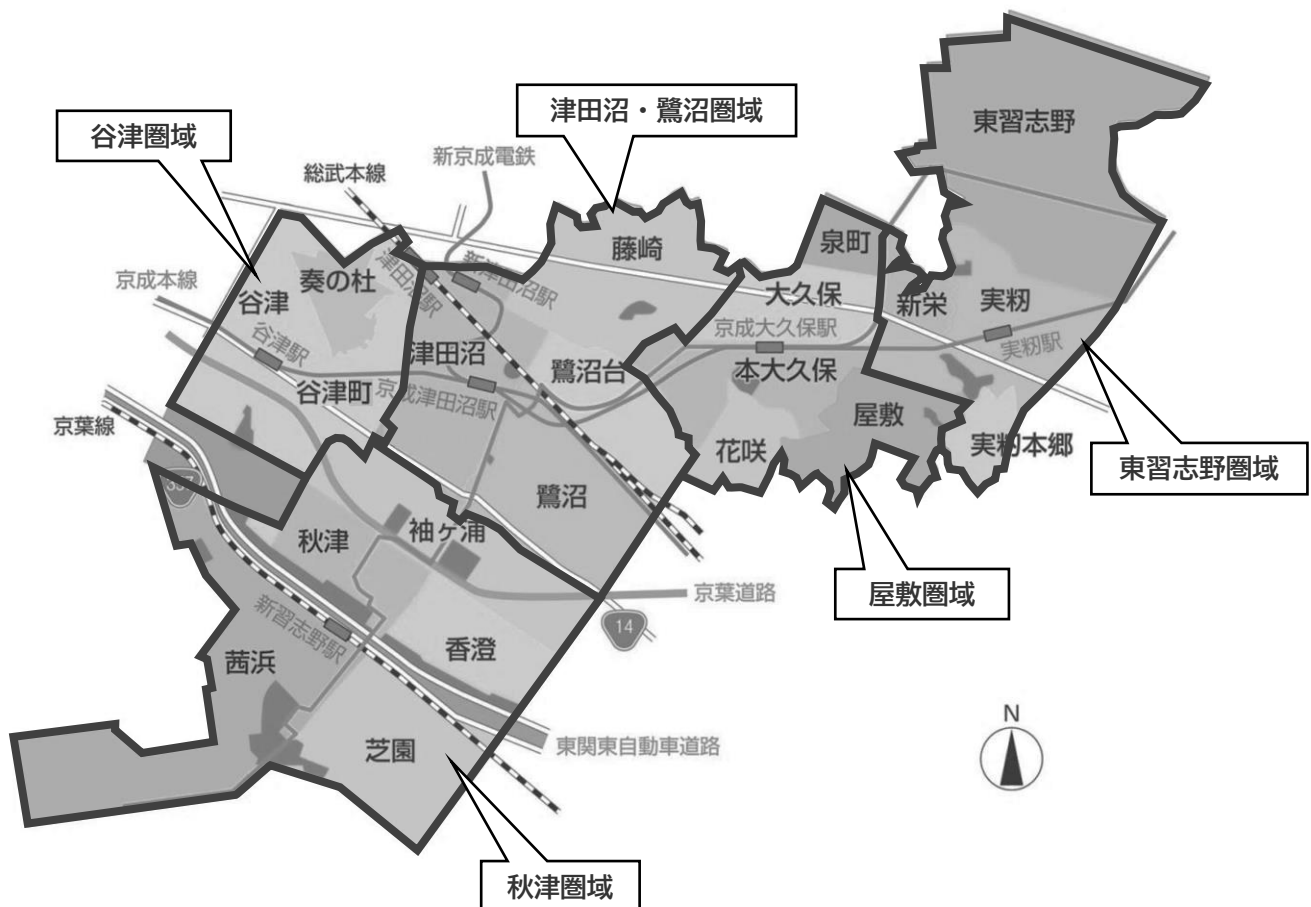 東習志野
津田沼・鷺沼圏域
谷津圏域
新京成電鉄
総武本線
泉町
藤崎
奏の杜
新津田沼駅
津田沼駅
京成本線
谷津
大久保
新栄
実籾
京成大久保駅
実籾駅
谷津駅
津田沼
鷺沼台
本大久保
谷津町
京成津田沼駅
屋敷
京葉線
花咲
実籾本郷
東習志野圏域
357
鷺沼
秋津
袖ヶ浦
屋敷圏域
京葉道路
14
新習志野駅
香澄
茜浜
N
芝園
東関東自動車道路
秋津圏域